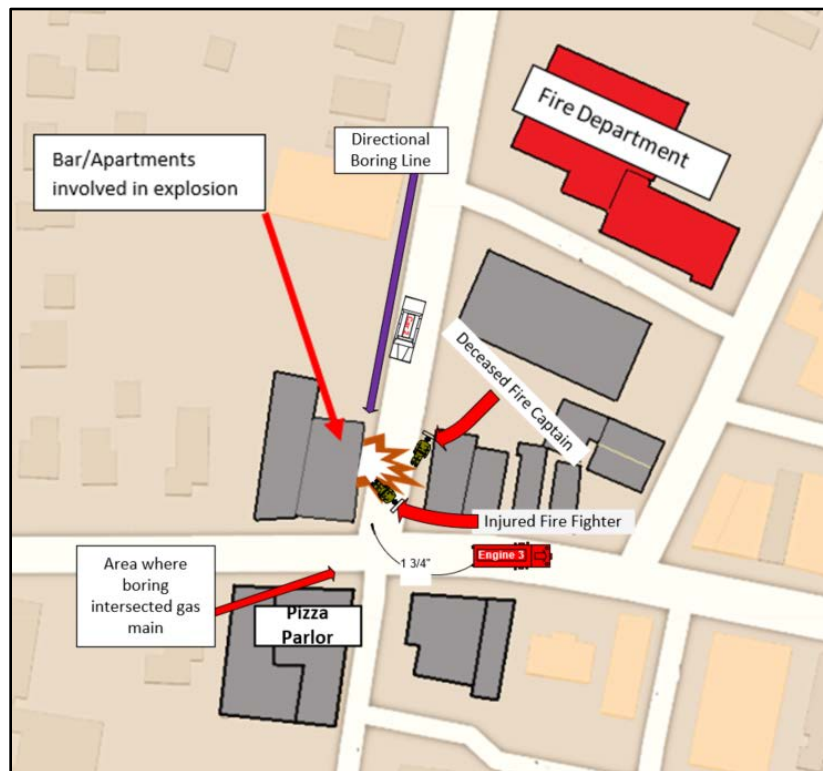 Fire Department
Directional
Boring Line
Bar/Apartments
involved in explosion
Deceased Fire Captain
Injured Fire Fighter
1 3/4"
Engine 3
Area where
boring
intersected gas
main
Pizza
Parlor